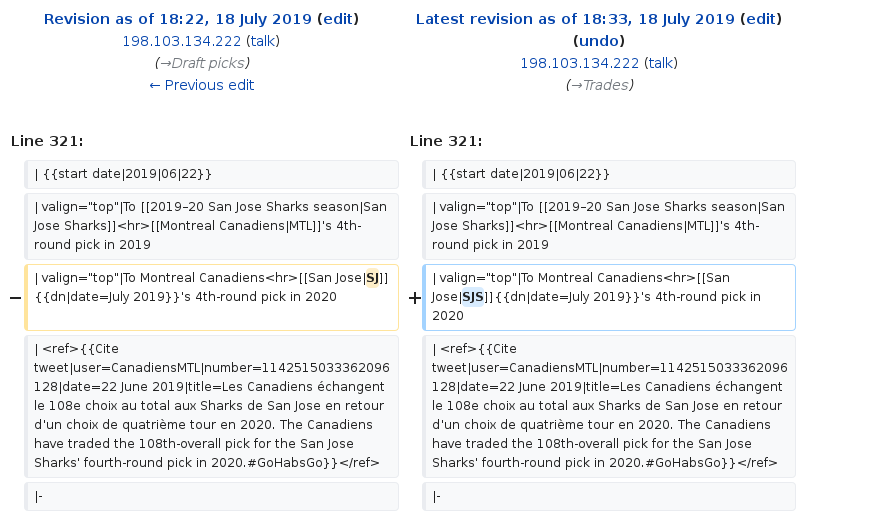 Revision as of 18:22, 18 July 2019 (edit)
198.103.134.222 (talk)
(→Draft picks)
← Previous edit
Latest revision as of 18:33, 18 July 2019 (edit)
(undo)
198.103.134.222 (talk)
(→Trades)
Line 321:
| {{start date|2019|06|22}}
| valign="top"|To [[2019–20 San Jose Sharks season|San
Jose Sharks]]<hr>[[Montreal Canadiens|MTL]]'s 4th-
round pick in 2019
− | valign="top"|To Montreal Canadiens<hr>[[San Jose|SJ]]
{{dn|date=July 2019}}'s 4th-round pick in 2020
| <ref>{{Cite
tweet|user=CanadiensMTL|number=1142515033362096
128|date=22 June 2019|title=Les Canadiens échangent
le 108e choix au total aux Sharks de San Jose en retour
d'un choix de quatrième tour en 2020. The Canadiens
have traded the 108th-overall pick for the San Jose
Sharks' fourth-round pick in 2020.#GoHabsGo}}</ref>
|-
Line 321:
| {{start date|2019|06|22}}
| valign="top"|To [[2019–20 San Jose Sharks season|San
Jose Sharks]]<hr>[[Montreal Canadiens|MTL]]'s 4th-
round pick in 2019
+ | valign="top"|To Montreal Canadiens<hr>[[San
Jose|SJS]]{{dn|date=July 2019}}'s 4th-round pick in
2020
| <ref>{{Cite
tweet|user=CanadiensMTL|number=1142515033362096
128|date=22 June 2019|title=Les Canadiens échangent
le 108e choix au total aux Sharks de San Jose en retour
d'un choix de quatrième tour en 2020. The Canadiens
have traded the 108th-overall pick for the San Jose
Sharks' fourth-round pick in 2020.#GoHabsGo}}</ref>
|-